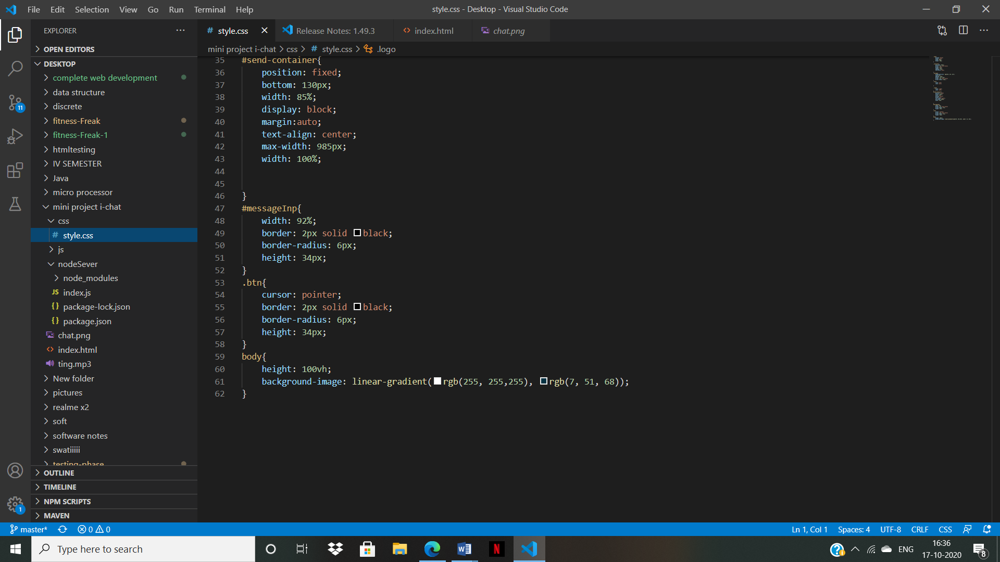 File Edit Selection View Go Run Terminal Help
style.css - Desktop - Visual Studio Code
EXPLORER
OPEN EDITORS
DESKTOP
complete web development
data structure
discrete
fitness-Freak
fitness-Freak-1
htmltesting
IV SEMESTER
Java
micro processor
mini project i-chat
css
# style.css
js
nodeSever
node_modules
JS index.js
{} package-lock.json
{} package.json
chat.png
<> index.html
ting.mp3
New folder
pictures
realme x2
soft
software notes
swatiiiii
testing-phase
OUTLINE
TIMELINE
NPM SCRIPTS
MAVEN
11
1
# style.css
Release Notes: 1.49.3
<> index.html
chat.png
mini project i-chat > css > # style.css > .logo
35 #send-container{
36 position: fixed;
37 bottom: 130px;
38 width: 85%;
39 display: block;
40 margin:auto;
41 text-align: center;
42 max-width: 985px;
43 width: 100%;
44
45
46 }
47 #messageInp{
48 width: 92%;
49 border: 2px solid black;
50 border-radius: 6px;
51 height: 34px;
52 }
53 .btn{
54 cursor: pointer;
55 border: 2px solid black;
56 border-radius: 6px;
57 height: 34px;
58 }
59 body{
60 height: 100vh;
61 background-image: linear-gradient(rgb(255, 255,255), rgb(7, 51, 68));
62 }
master* 0 0
Ln 1, Col 1 Spaces: 4 UTF-8 CRLF CSS
Type here to search
W
N
ENG
16:36
17-10-2020
8